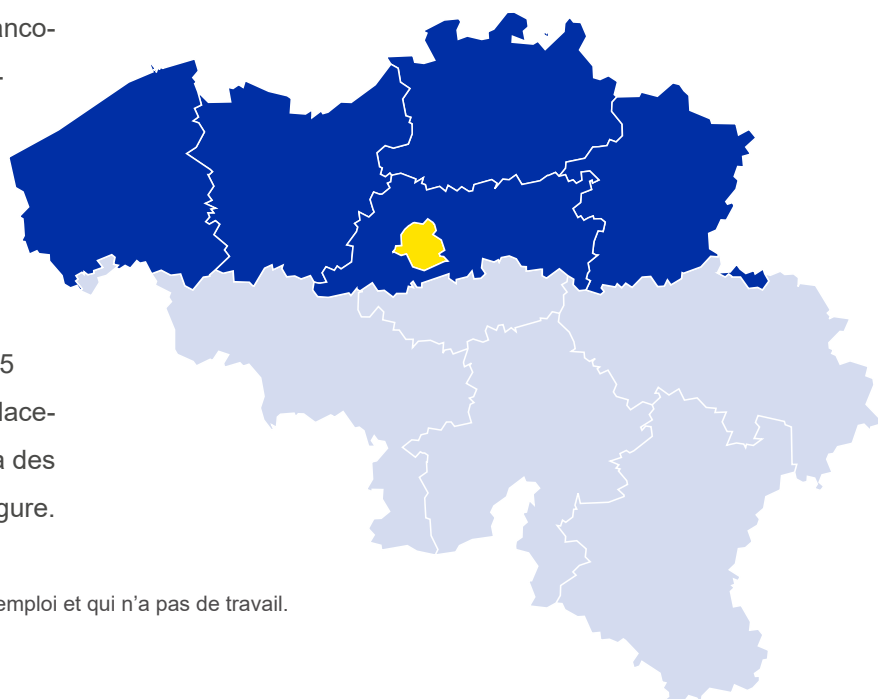 anco-
-
5
lace-
a des
gure.
emploi et qui n'a pas de travail.